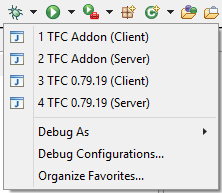 1 TFC Addon (Client)
2 TFC Addon (Server)
3 TFC 0.79.19 (Client)
4 TFC 0.79.19 (Server)
Debug As
Debug Configurations...
Organize Favorites...